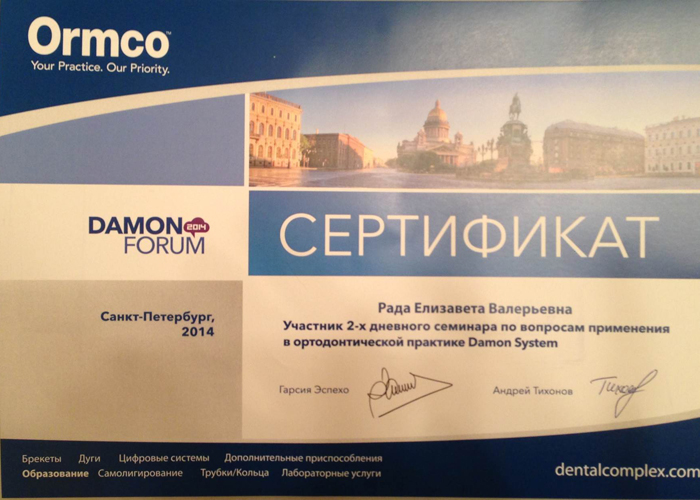 Ormco™
Your Practice. Our Priority.
DAMON 2014
FORUM
СЕРТИФИКАТ
Санкт-Петербург,
2014
Рада Елизавета Валерьевна
Участник 2-х дневного семинара по вопросам применения
в ортодонтической практике Damon System
Гарсия Эспехо
Андрей Тихонов
Брекеты Дуги Цифровые системы Дополнительные приспособления
Образование Самолигирование Трубки/Кольца Лабораторные услуги
dentalcomplex.com